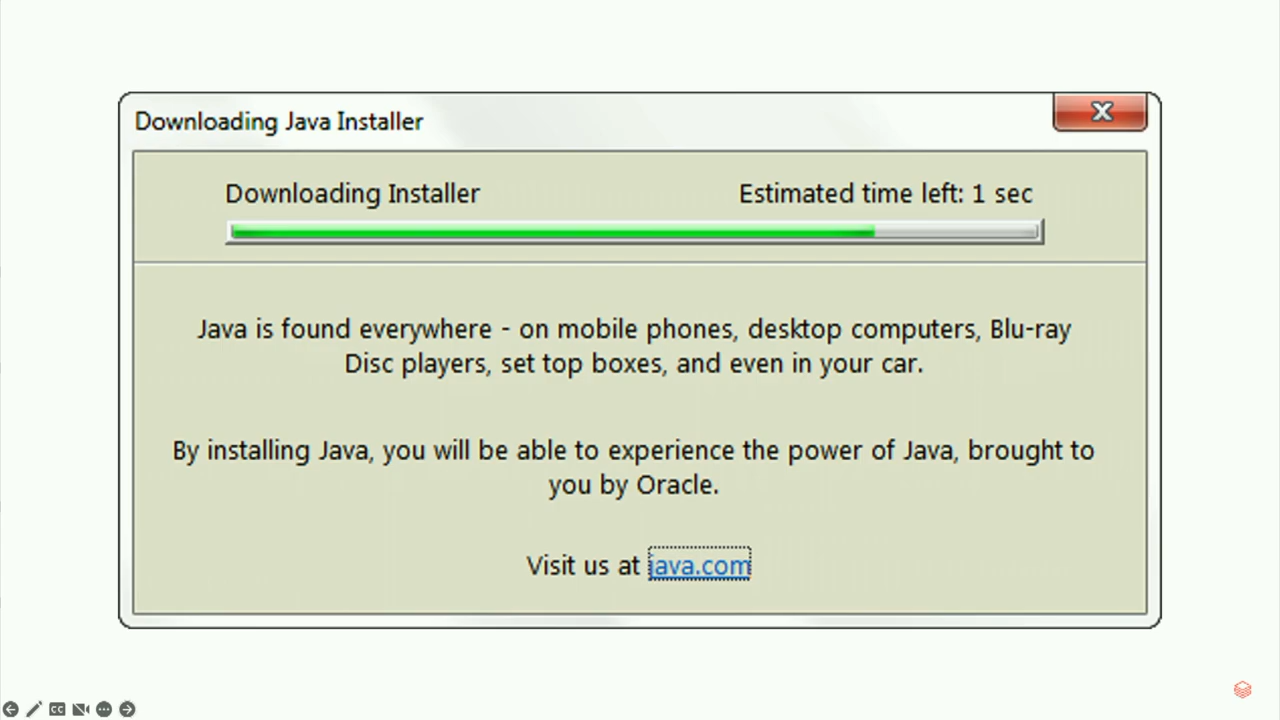 Downloading Java Installer
Downloading Installer
Estimated time left: 1 sec
Java is found everywhere - on mobile phones, desktop computers, Blu-ray
Disc players, set top boxes, and even in your car.
By installing Java, you will be able to experience the power of Java, brought to
you by Oracle.
Visit us at java.com
CC